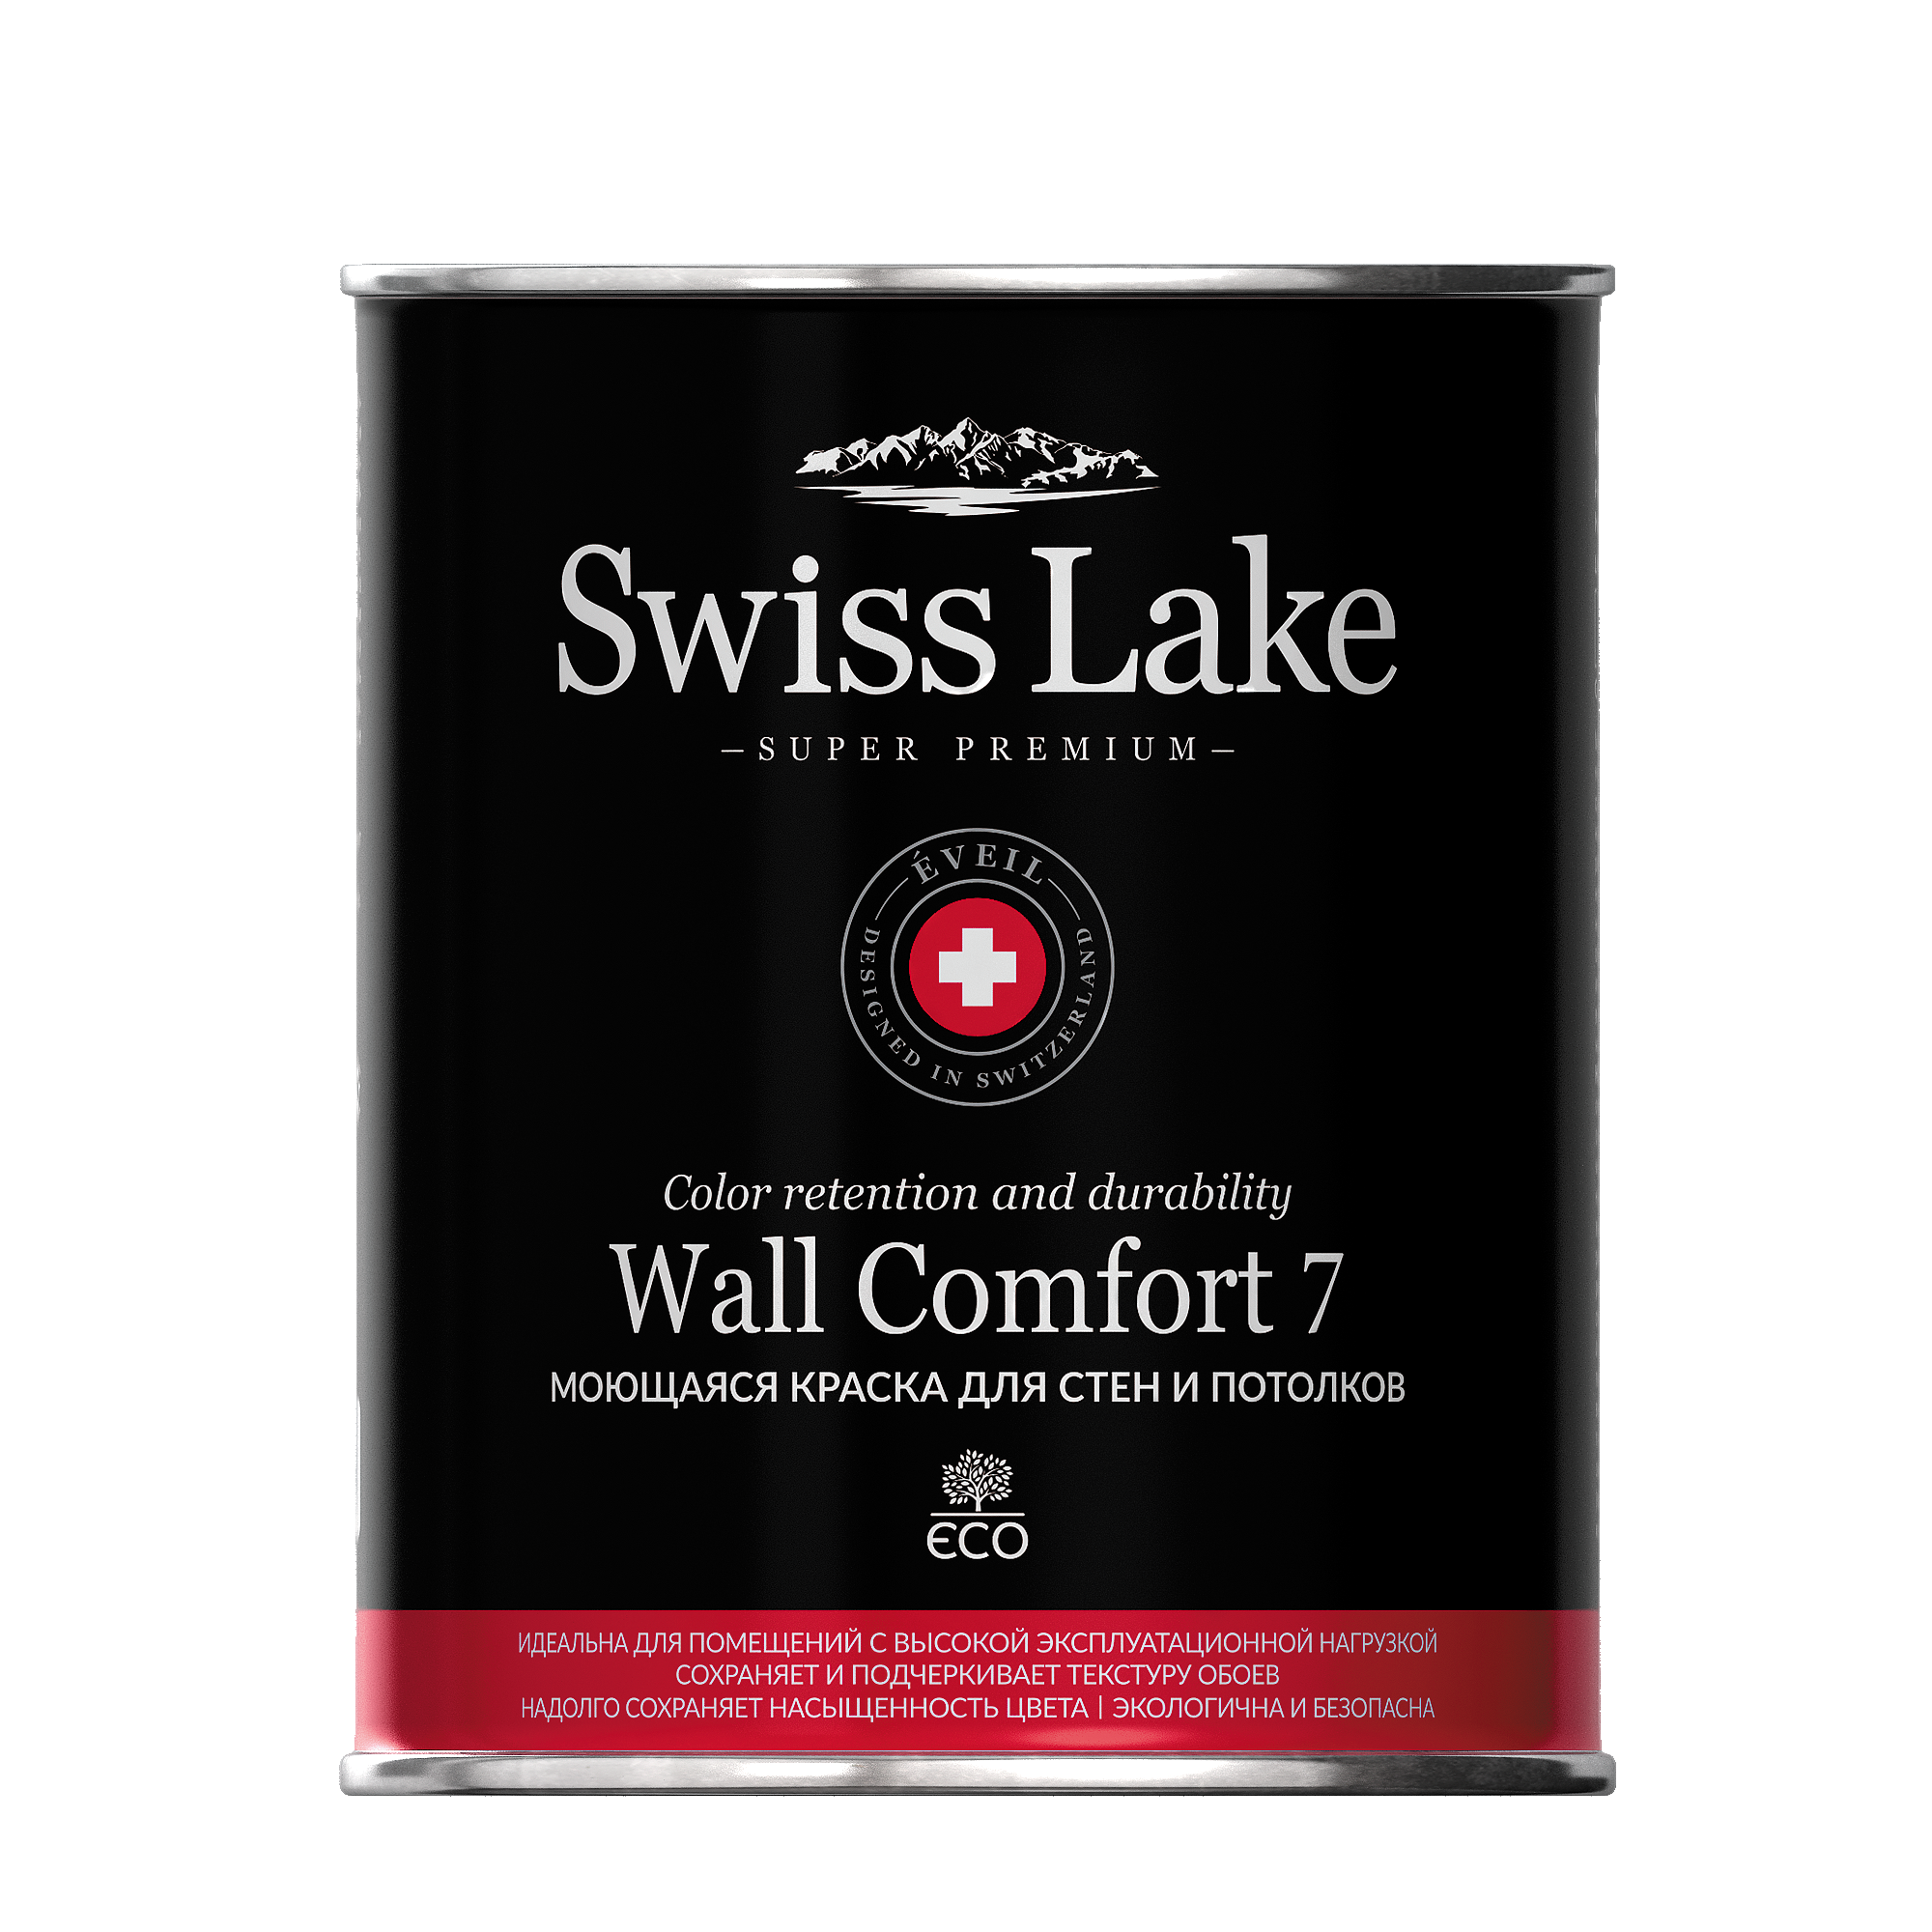 Swiss Lake
– SUPER PREMIUM –
ÉVEIL
DESIGNED IN SWITZERLAND
Color retention and durability
Wall Comfort 7
МОЮЩАЯСЯ КРАСКА ДЛЯ СТЕН И ПОТОЛКОВ
ЄCO
ИДЕАЛЬНА ДЛЯ ПОМЕЩЕНИЙ С ВЫСОКОЙ ЭКСПЛУАТАЦИОННОЙ НАГРУЗКОЙ
СОХРАНЯЕТ И ПОДЧЕРКИВАЕТ ТЕКСТУРУ ОБОЕВ
НАДОЛГО СОХРАНЯЕТ НАСЫЩЕННОСТЬ ЦВЕТА | ЭКОЛОГИЧНА И БЕЗОПАСНА